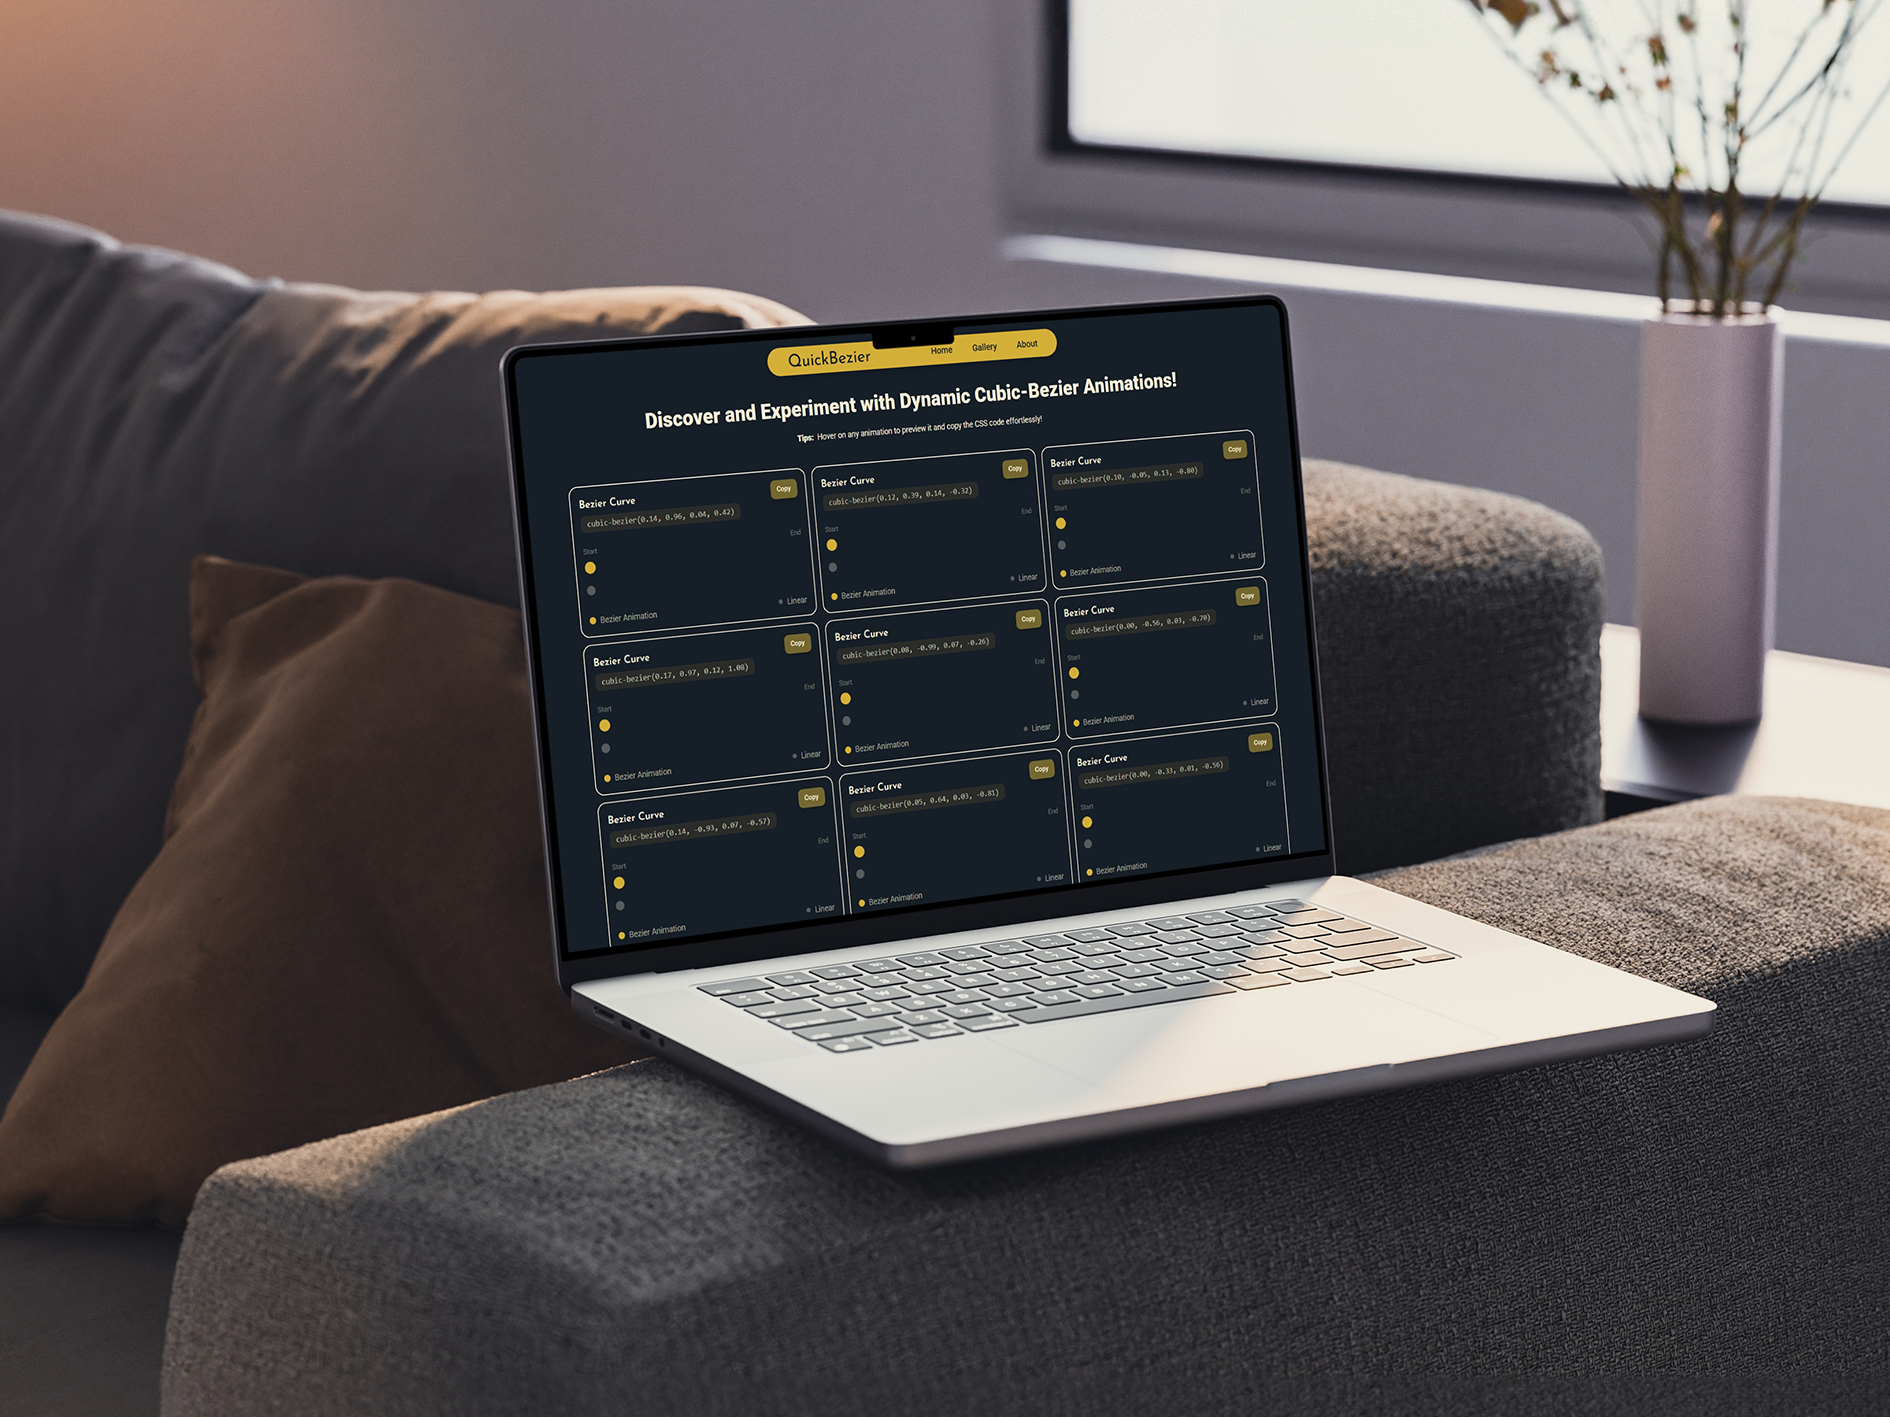 QuickBezier
Home Gallery About
Discover and Experiment with Dynamic Cubic-Bezier Animations!
Tips: Hover on any animation to preview it and copy the CSS code effortlessly!
Bezier Curve
Copy
cubic-bezier(0.14, 0.96, 0.04, 0.42)
End
Start
Linear
Bezier Animation
Bezier Curve
Copy
cubic-bezier(0.12, 0.39, 0.14, -0.32)
End
Start
Linear
Bezier Animation
Bezier Curve
Copy
cubic-bezier(0.10, -0.05, 0.13, -0.80)
End
Start
Linear
Bezier Animation
Bezier Curve
Copy
cubic-bezier(0.17, 0.97, 0.12, 1.08)
End
Start
Linear
Bezier Animation
Bezier Curve
Copy
cubic-bezier(0.08, -0.99, 0.07, -0.26)
End
Start
Linear
Bezier Animation
Bezier Curve
Copy
cubic-bezier(0.00, -0.56, 0.03, -0.70)
End
Start
Linear
Bezier Animation
Bezier Curve
Copy
cubic-bezier(0.14, -0.93, 0.07, -0.57)
End
Start
Linear
Bezier Animation
Bezier Curve
Copy
cubic-bezier(0.05, 0.64, 0.03, -0.81)
End
Start
Linear
Bezier Animation
Bezier Curve
Copy
cubic-bezier(0.00, -0.33, 0.01, -0.56)
End
Start
Linear
Bezier Animation